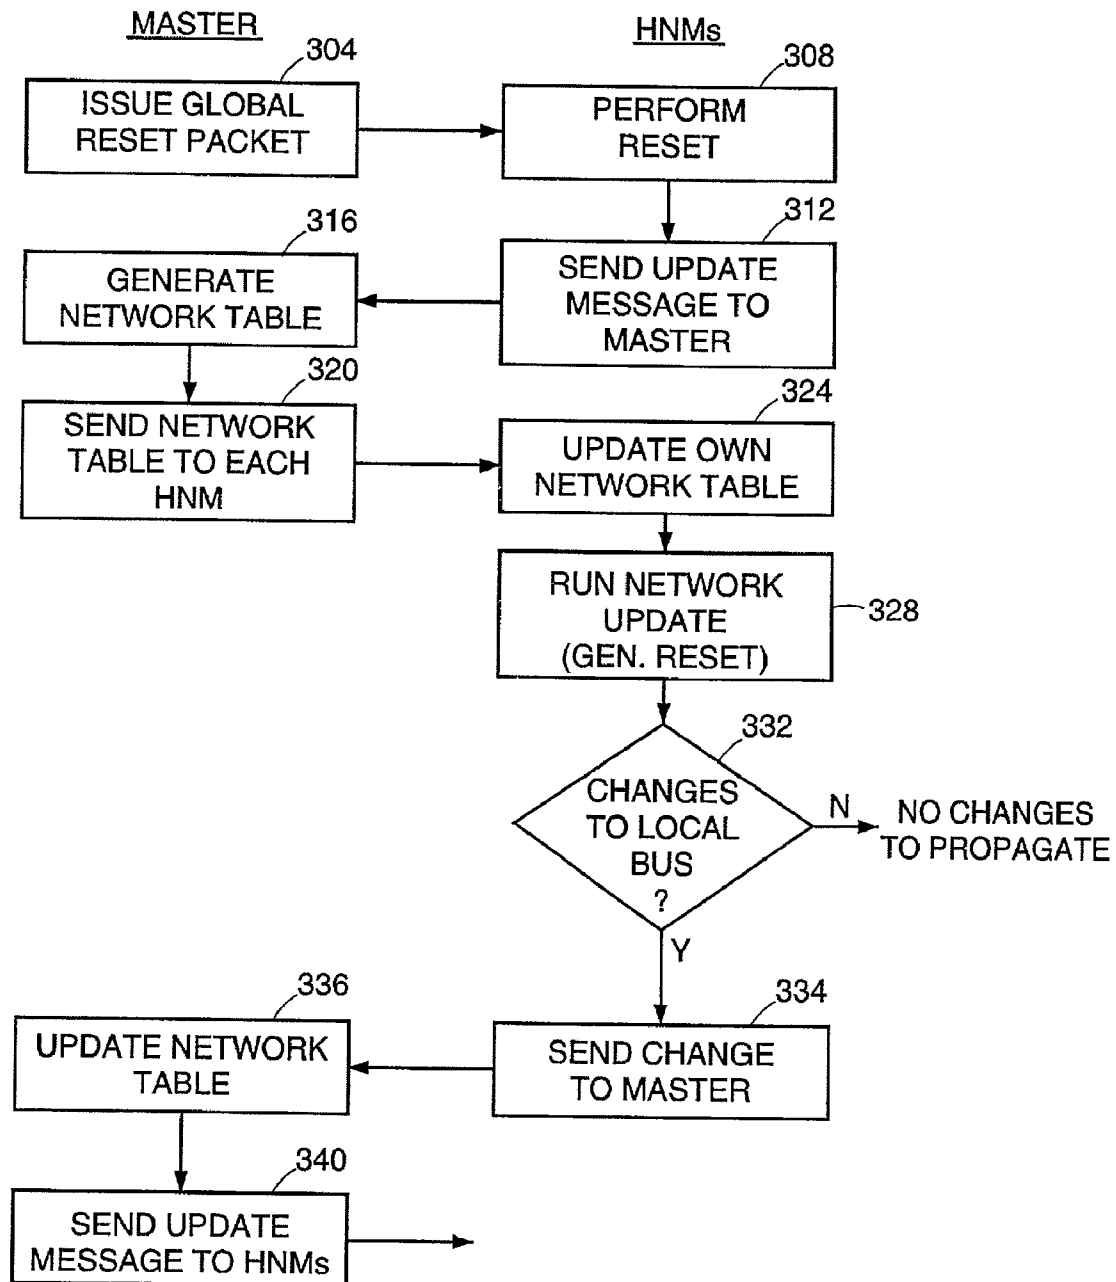 MASTER
HNMs
304
308
ISSUE GLOBAL
RESET PACKET
PERFORM
RESET
316
312
GENERATE
NETWORK TABLE
SEND UPDATE
MESSAGE TO
MASTER
320
324
SEND NETWORK
TABLE TO EACH
HNM
UPDATE OWN
NETWORK TABLE
RUN NETWORK
UPDATE
(GEN. RESET)
328
332
CHANGES
TO LOCAL
BUS
?
N
NO CHANGES
TO PROPAGATE
Y
336
334
UPDATE NETWORK
TABLE
SEND CHANGE
TO MASTER
340
SEND UPDATE
MESSAGE TO HNMs